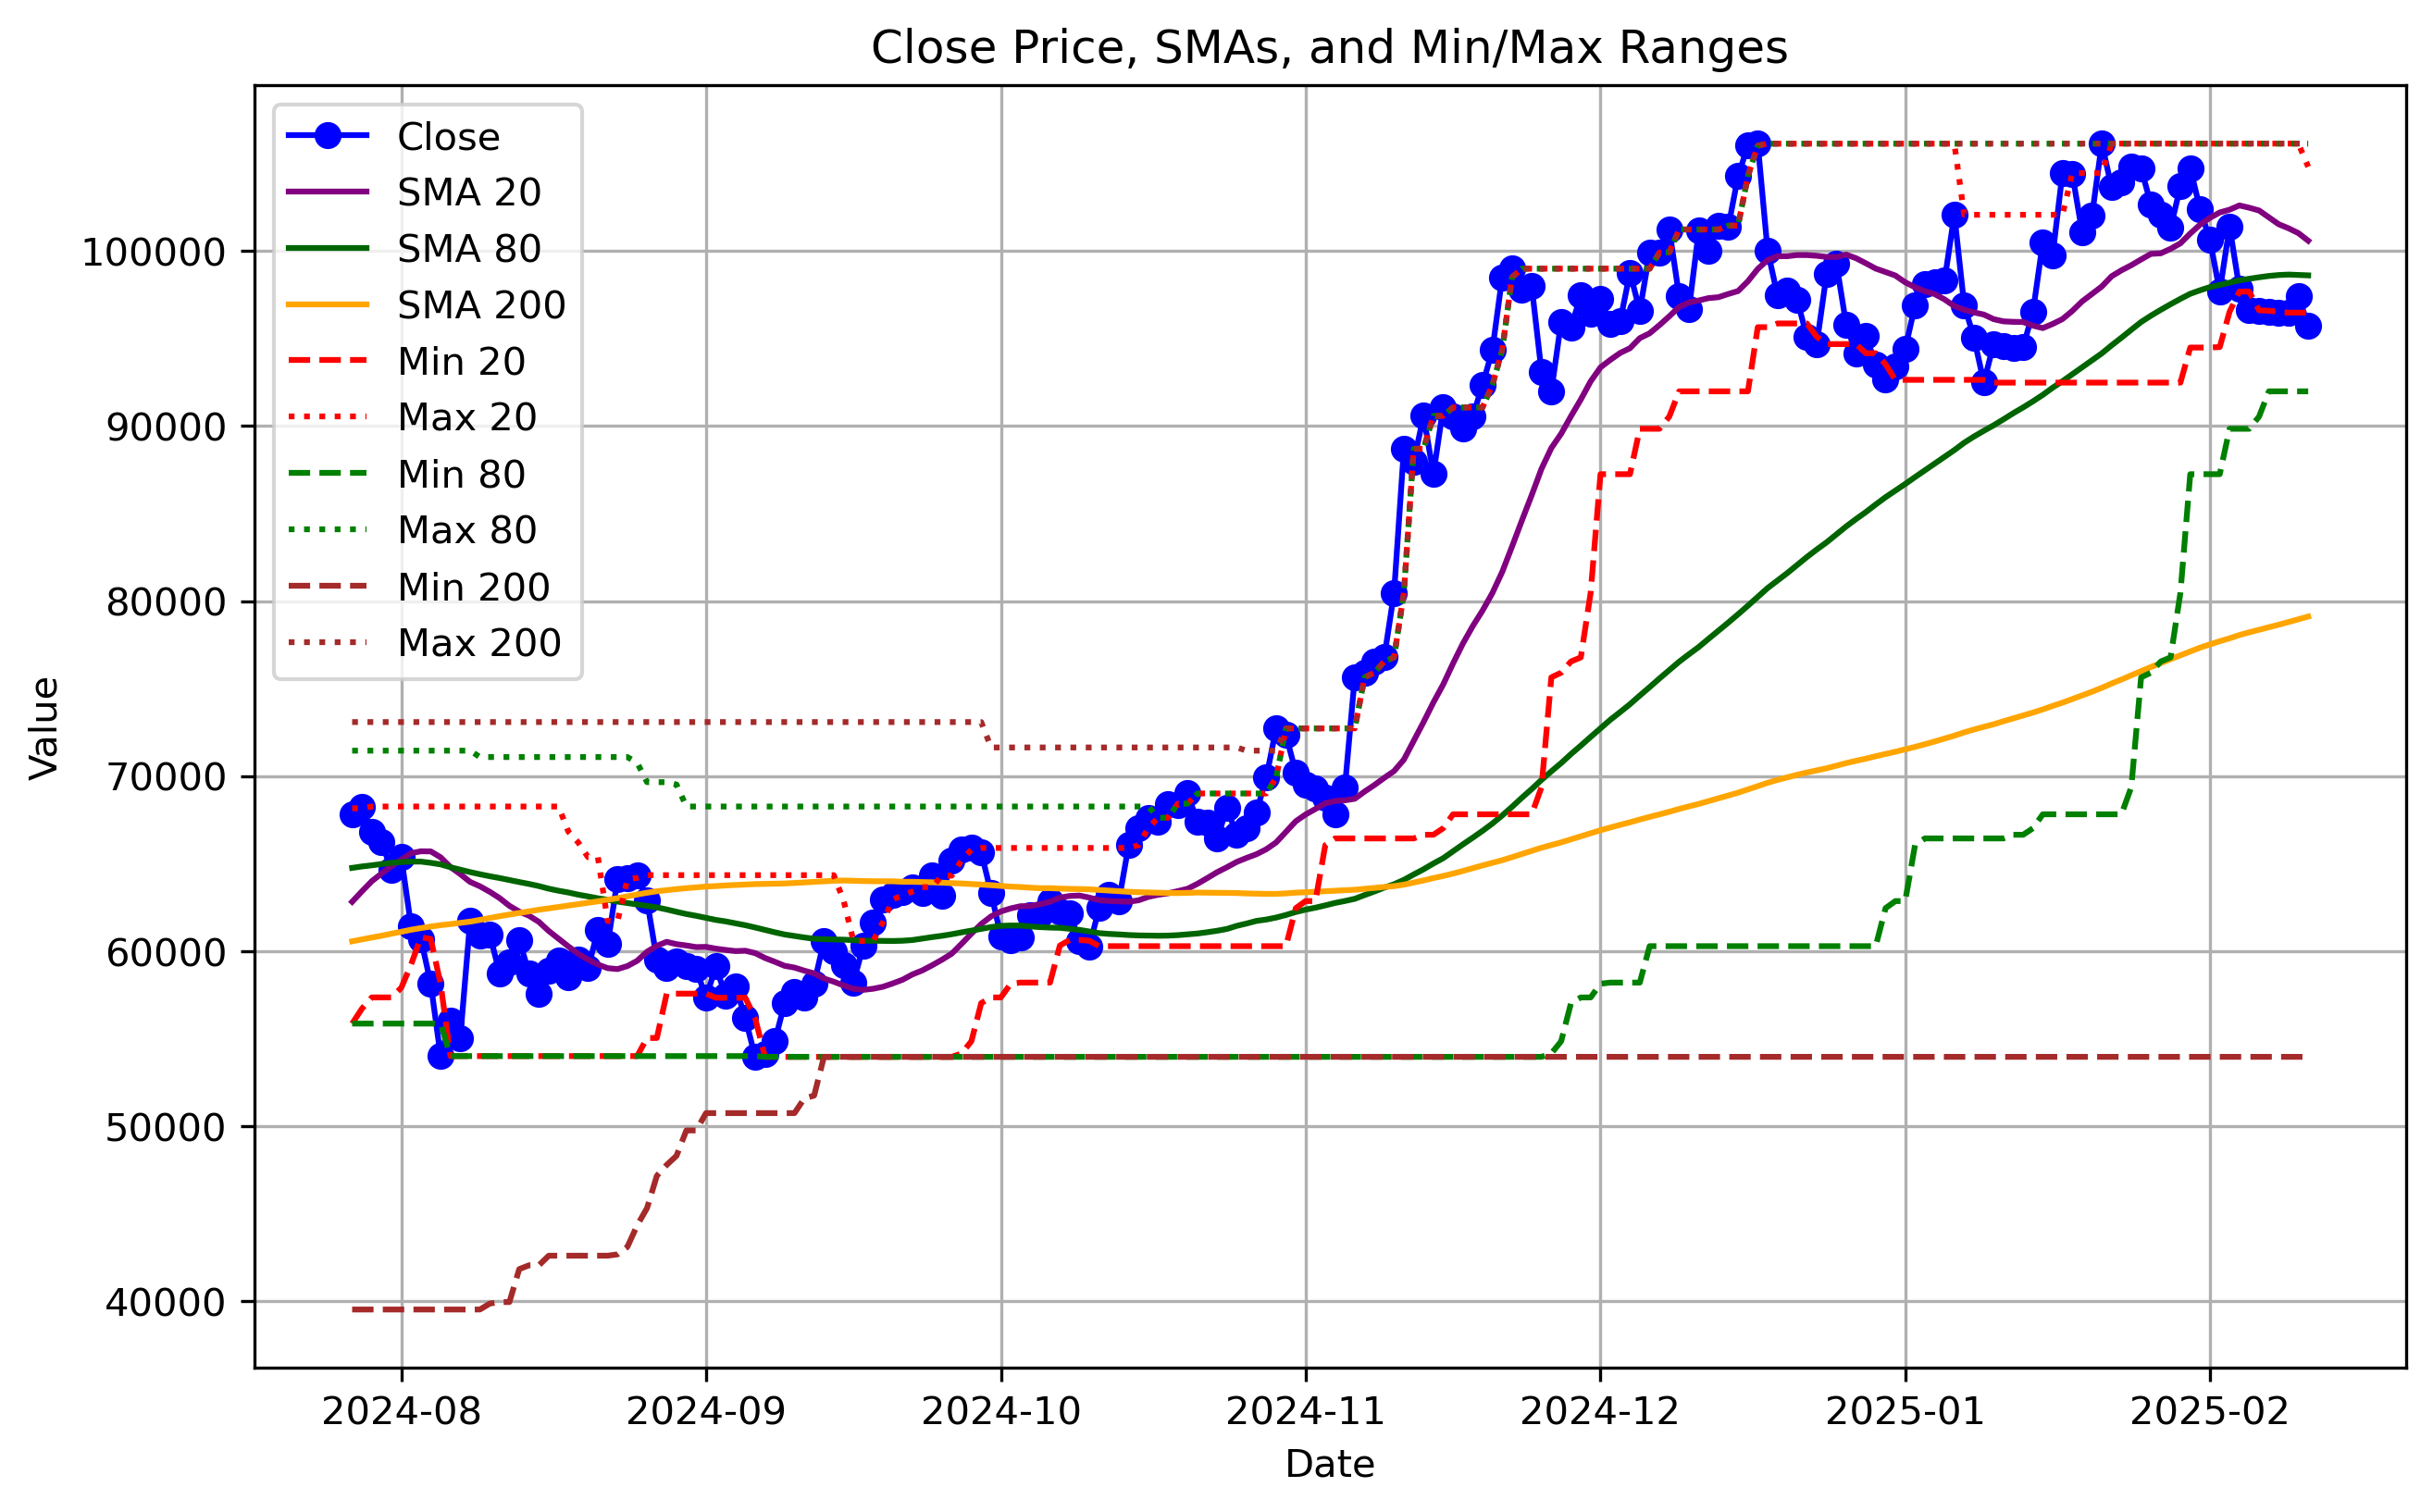 Close Price, SMAs, and Min/Max Ranges
Close
SMA 20
SMA 80
SMA 200
Min 20
Max 20
Min 80
Max 80
Min 200
Max 200
Value
100000
90000
80000
70000
60000
50000
40000
2024-08
2024-09
2024-10
2024-11
2024-12
2025-01
2025-02
Date